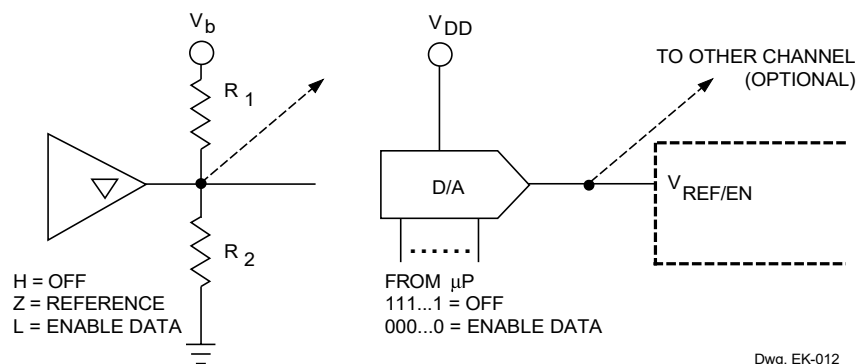 V_b
R_1
R_2
H = OFF
Z = REFERENCE
L = ENABLE DATA
V_DD
D/A
......
FROM μP
111...1 = OFF
000...0 = ENABLE DATA
TO OTHER CHANNEL
(OPTIONAL)
V_REF/EN
Dwg. EK-012